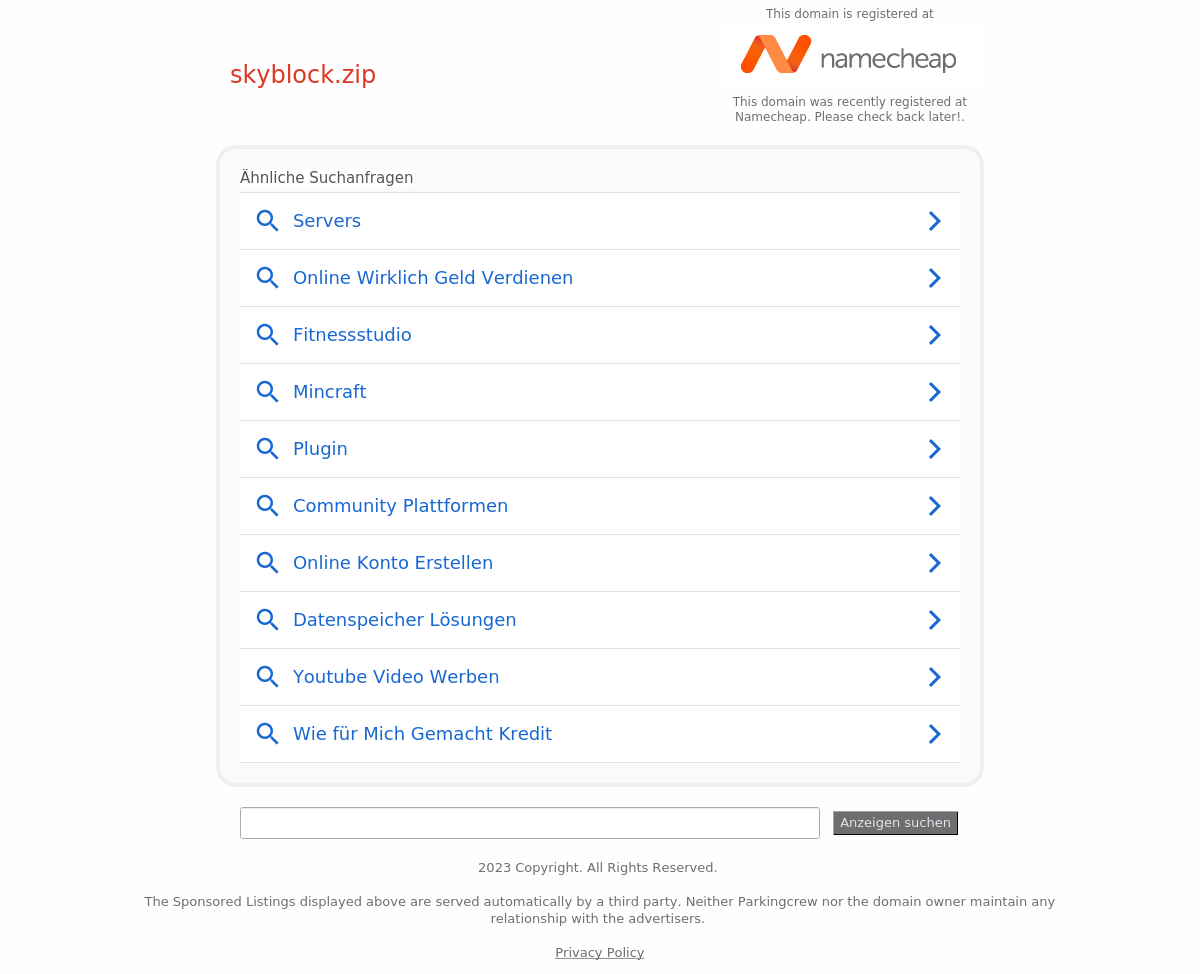 This domain is registered at
namecheap
skyblock.zip
This domain was recently registered at
Namecheap. Please check back later!.
Ähnliche Suchanfragen
Servers
Online Wirklich Geld Verdienen
Fitnessstudio
Mincraft
Plugin
Community Plattformen
Online Konto Erstellen
Datenspeicher Lösungen
Youtube Video Werben
Wie für Mich Gemacht Kredit
Anzeigen suchen
2023 Copyright. All Rights Reserved.
The Sponsored Listings displayed above are served automatically by a third party. Neither Parkingcrew nor the domain owner maintain any
relationship with the advertisers.
Privacy Policy